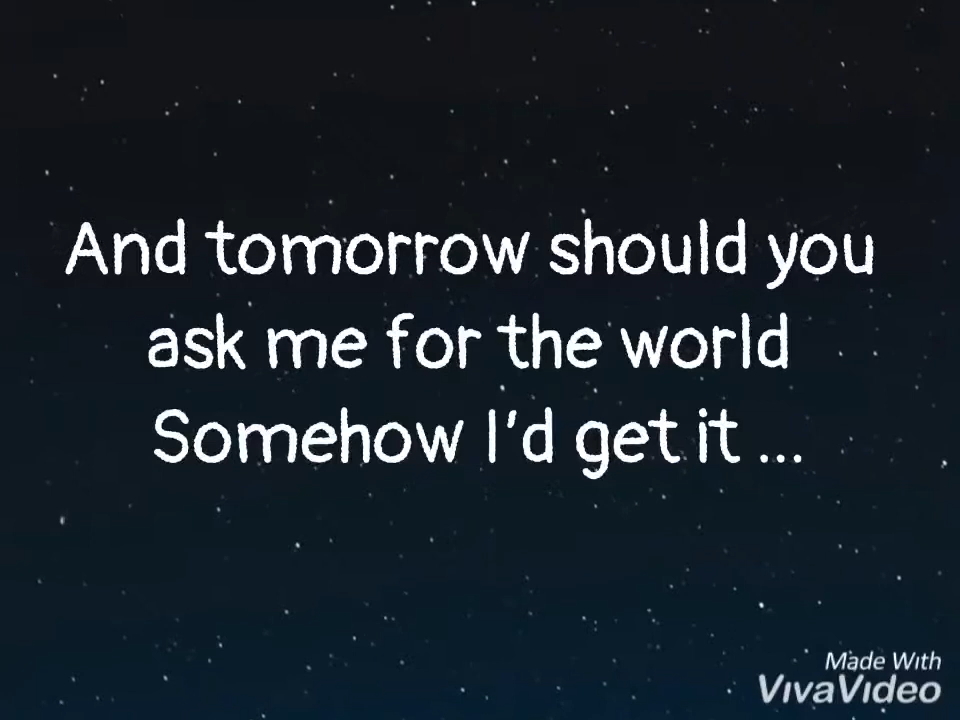 And tomorrow should you
ask me for the world
Somehow I'd get it ...
Made With
VivaVideo